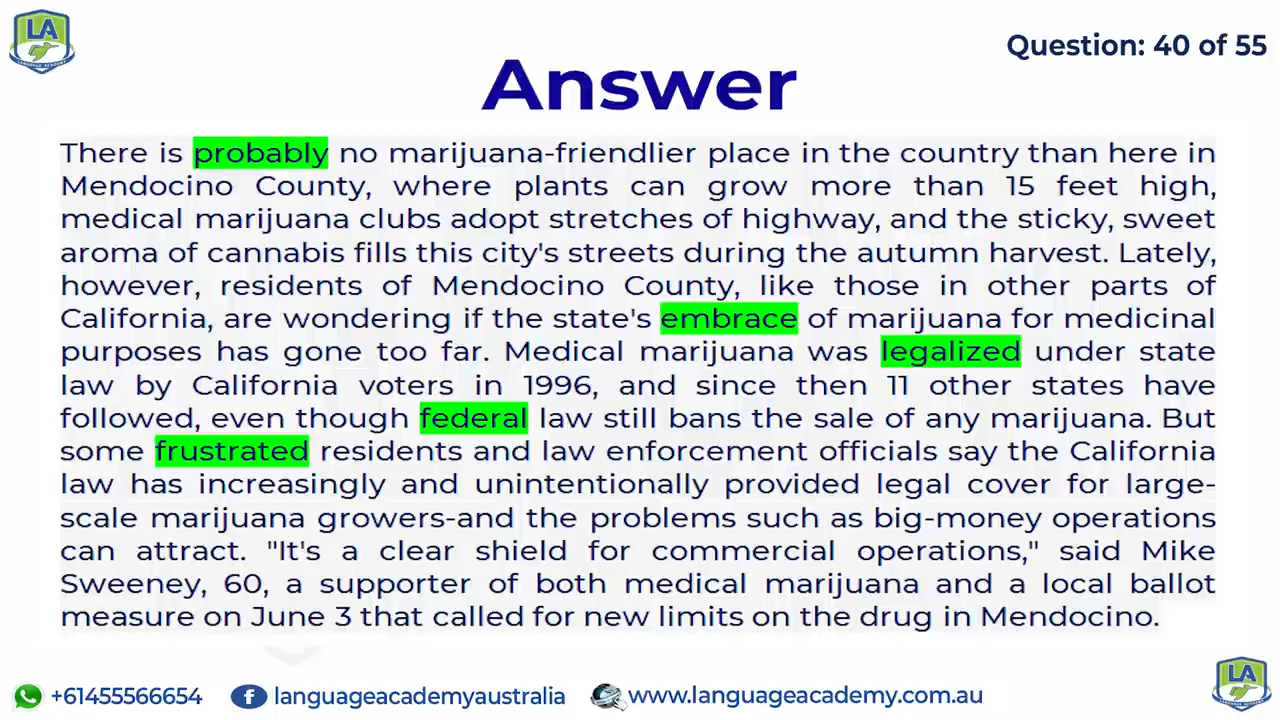 LA
LANGUAGE ACADEMY
Question: 40 of 55
Answer
There is probably no marijuana-friendlier place in the country than here in
Mendocino County, where plants can grow more than 15 feet high,
medical marijuana clubs adopt stretches of highway, and the sticky, sweet
aroma of cannabis fills this city's streets during the autumn harvest. Lately,
however, residents of Mendocino County, like those in other parts of
California, are wondering if the state's embrace of marijuana for medicinal
purposes has gone too far. Medical marijuana was legalized under state
law by California voters in 1996, and since then 11 other states have
followed, even though federal law still bans the sale of any marijuana. But
some frustrated residents and law enforcement officials say the California
law has increasingly and unintentionally provided legal cover for large-
scale marijuana growers-and the problems such as big-money operations
can attract. "It's a clear shield for commercial operations," said Mike
Sweeney, 60, a supporter of both medical marijuana and a local ballot
measure on June 3 that called for new limits on the drug in Mendocino.
+61455566654 languageacademyaustralia www.languageacademy.com.au
LA
LANGUAGE ACADEMY